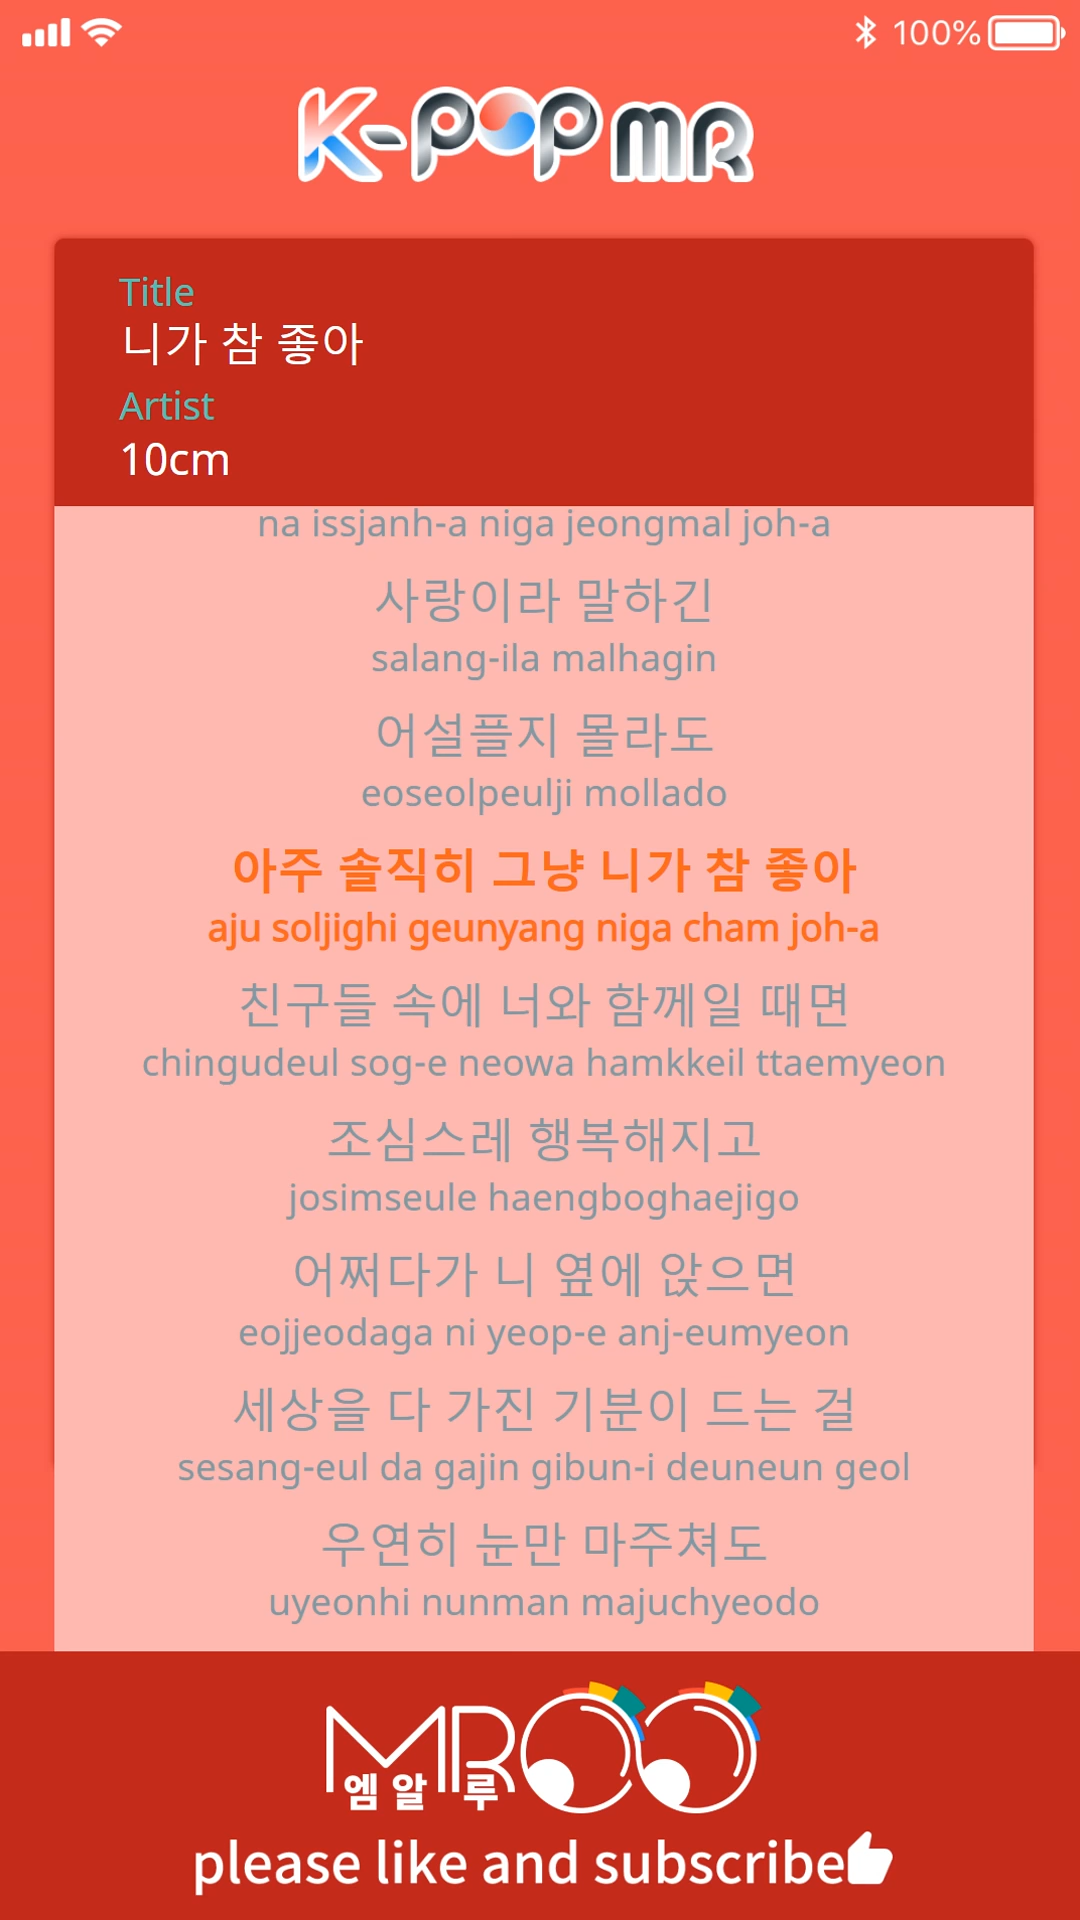 100%
K-POP MR
Title
니가 참 좋아
Artist
10cm
na issjanh-a niga jeongmal joh-a
사랑이라 말하긴
salang-ila malhagin
어설플지 몰라도
eoseolpeulji mollado
아주 솔직히 그냥 니가 참 좋아
aju soljighi geunyang niga cham joh-a
친구들 속에 너와 함께일 때면
chingudeul sog-e neowa hamkkeil ttaemyeon
조심스레 행복해지고
josimseule haengboghaejigo
어쩌다가 니 옆에 앉으면
eojjeodaga ni yeop-e anj-eumyeon
세상을 다 가진 기분이 드는 걸
sesang-eul da gajin gibun-i deuneun geol
우연히 눈만 마주쳐도
uyeonhi nunman majuchyeodo
MROO
엠알루
please like and subscribe